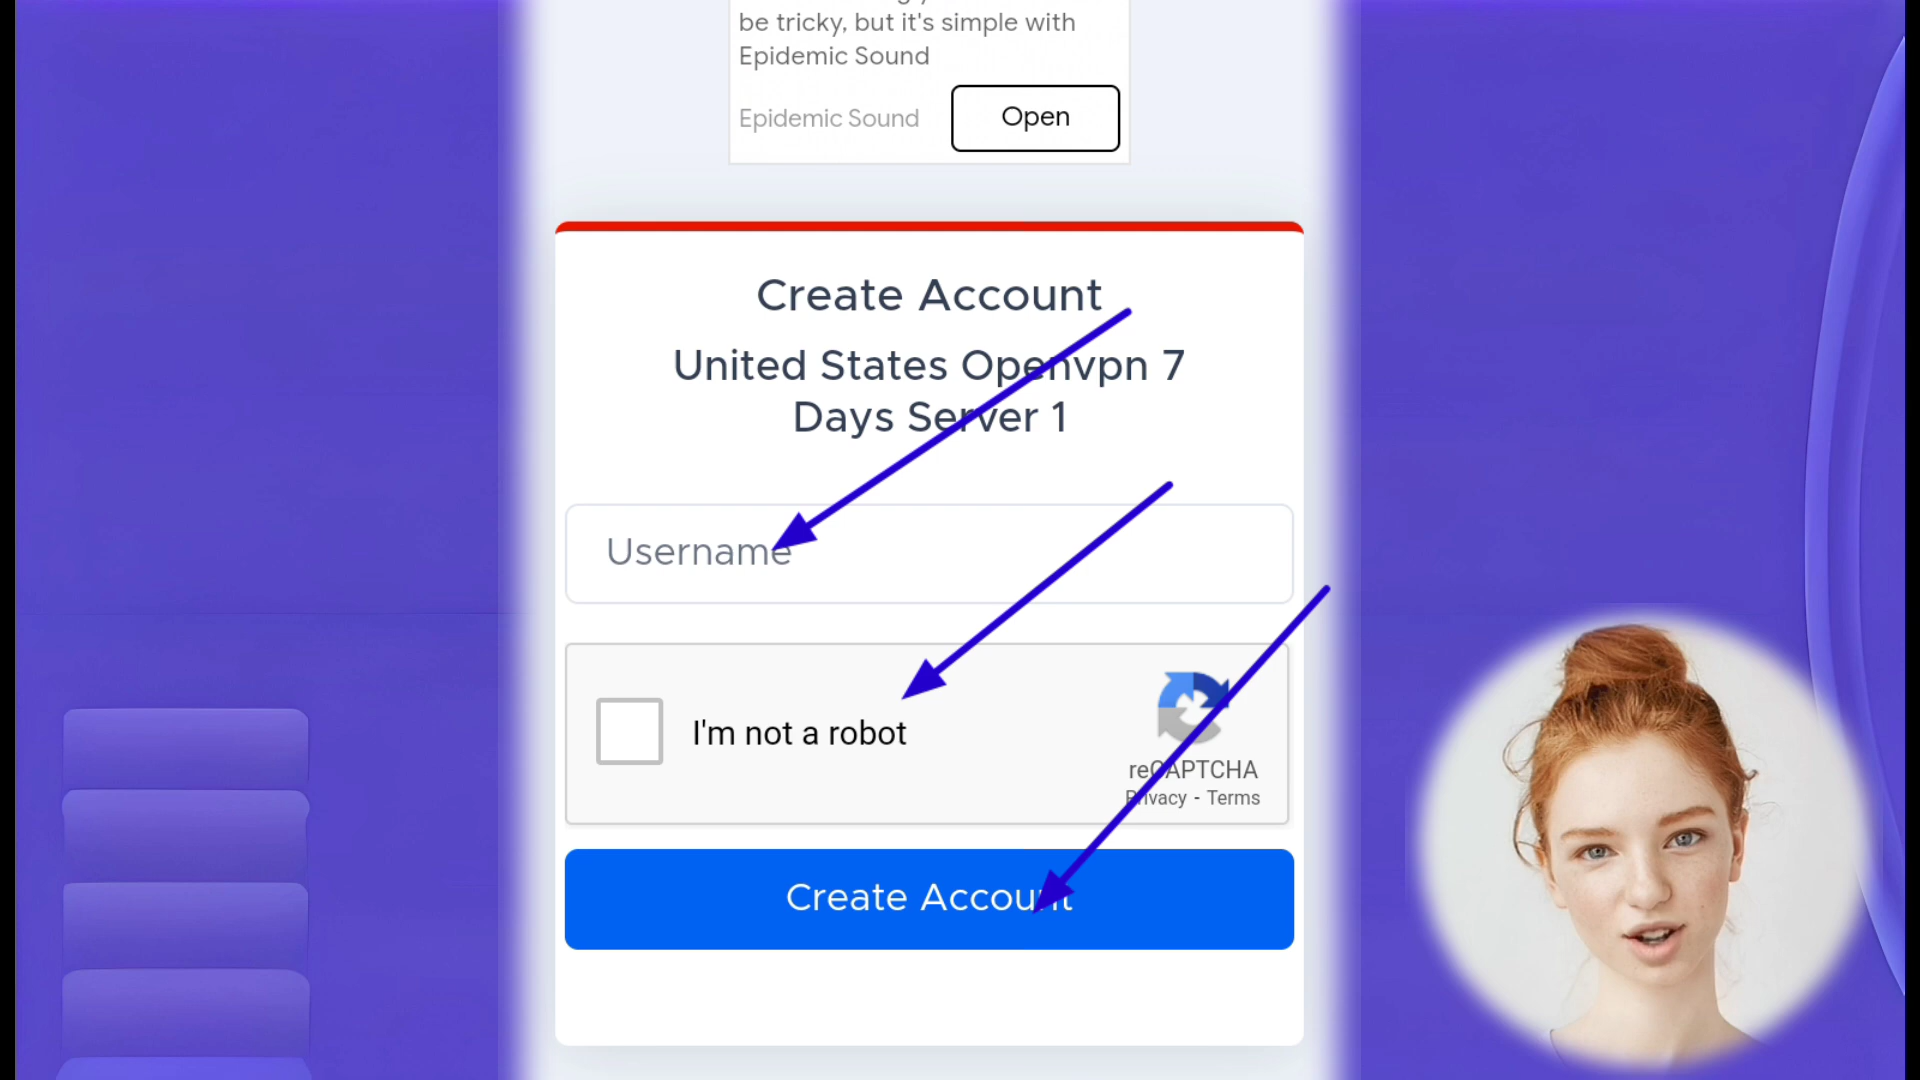 be tricky, but it's simple with
Epidemic Sound
Epidemic Sound
Open
Create Account
United States Openvpn 7
Days Server 1
Username
I'm not a robot
reCAPTCHA
Privacy - Terms
Create Account